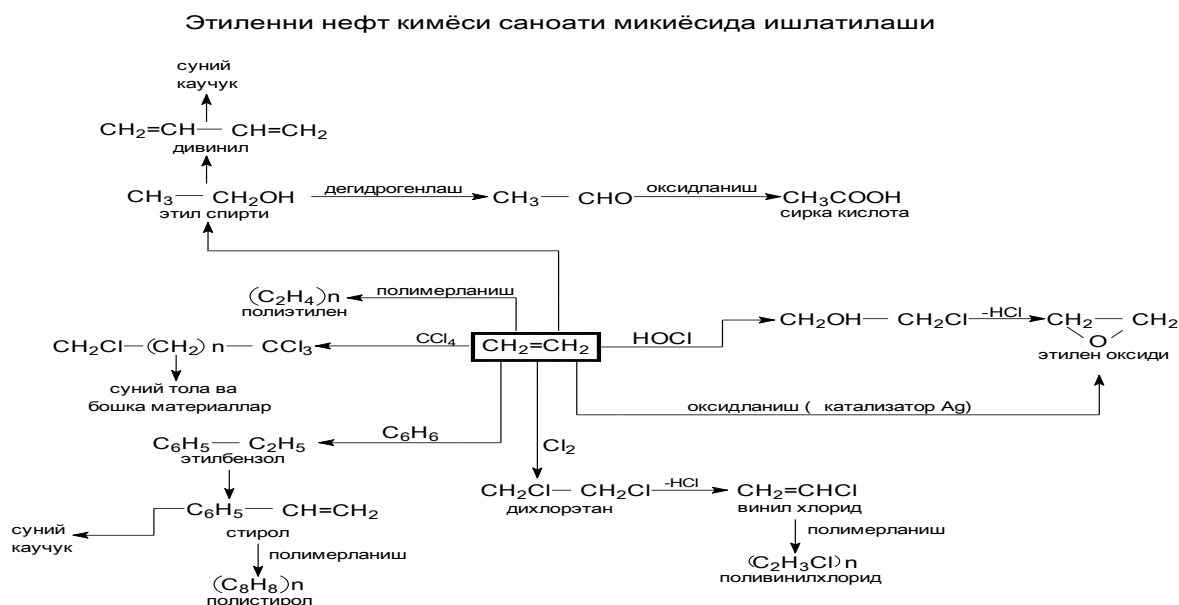 Этиленни нефт кимёси саноати микиёсида ишлатилаши
суний
каучук
CH₂=CH— CH=CH₂
дивинил
CH₃— CH₂OH дегидрогенлаш CH₃— CHO оксидланиш CH₃COOH
этил спирти сирка кислота
(C₂H₄)n полимерланиш
полиэтилен
CH₂Cl—(CH₂)n— CCl₃ CCl₄ CH₂=CH₂ HOCl CH₂OH— CH₂Cl -HCl CH₂— CH₂
O
этилен оксиди
суний тола ва
бошка материаллар
оксидланиш ( катализатор Ag)
C₆H₅— C₂H₅ C₆H₆ Cl₂
этилбензол
CH₂Cl— CH₂Cl -HCl CH₂=CHCl
дихлорэтан винил хлорид
C₆H₅— CH=CH₂
стирол
суний
каучук
полимерланиш
полимерланиш
(C₂H₃Cl)n
поливинилхлорид
(C₈H₈)n
полистирол